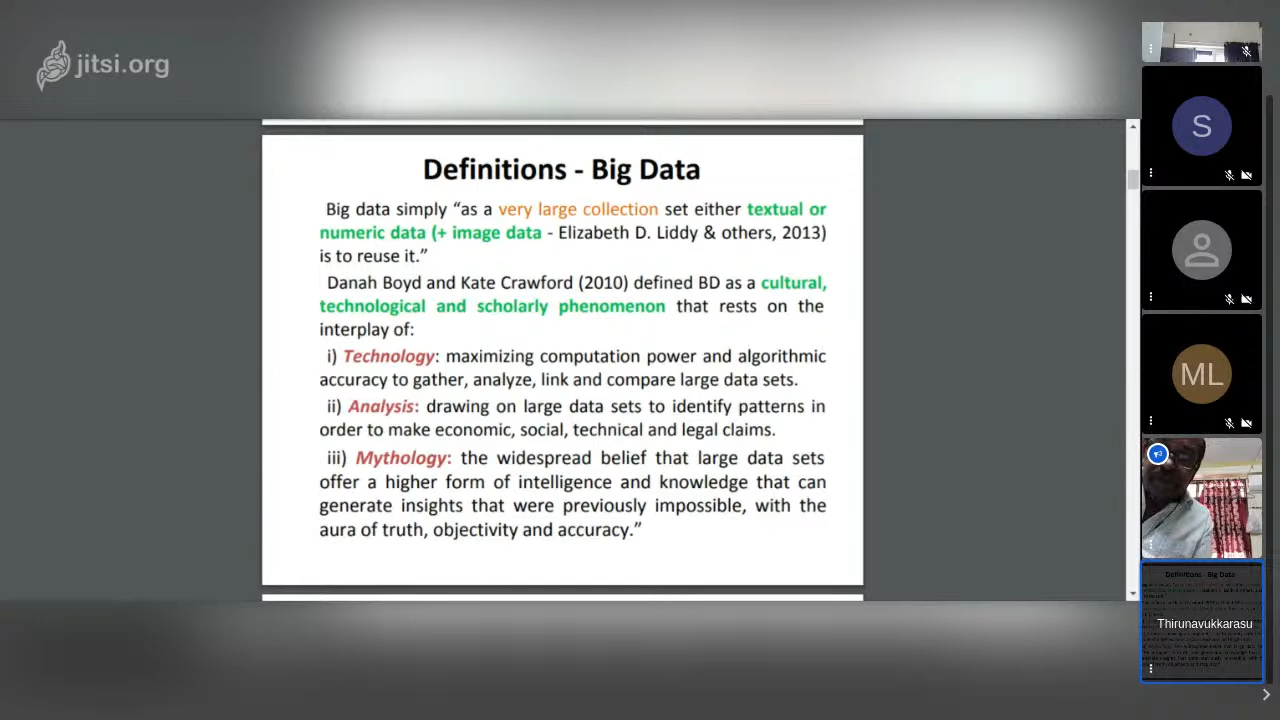 jitsi.org
Definitions - Big Data
Big data simply “as a very large collection set either textual or
numeric data (+ image data - Elizabeth D. Liddy & others, 2013)
is to reuse it.”
Danah Boyd and Kate Crawford (2010) defined BD as a cultural,
technological and scholarly phenomenon that rests on the
interplay of:
i) Technology: maximizing computation power and algorithmic
accuracy to gather, analyze, link and compare large data sets.
ii) Analysis: drawing on large data sets to identify patterns in
order to make economic, social, technical and legal claims.
iii) Mythology: the widespread belief that large data sets
offer a higher form of intelligence and knowledge that can
generate insights that were previously impossible, with the
aura of truth, objectivity and accuracy.”
S
ML
Definitions - Big Data
Thirunavukkarasu